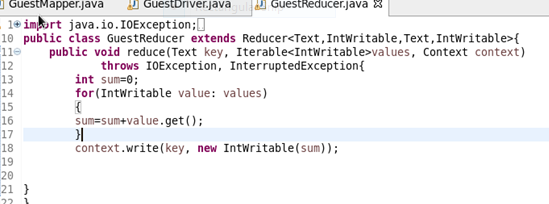 GuestMapper.java GuestDriver.java GuestReducer.java
1 import java.io.IOException;
10 public class GuestReducer extends Reducer<Text,IntWritable,Text,IntWritable>{
11 public void reduce(Text key, Iterable<IntWritable>values, Context context)
12 throws IOException, InterruptedException{
13 int sum=0;
14 for(IntWritable value: values)
15 {
16 sum=sum+value.get();
17 }
18 context.write(key, new IntWritable(sum));
19
20
21 }
22 }